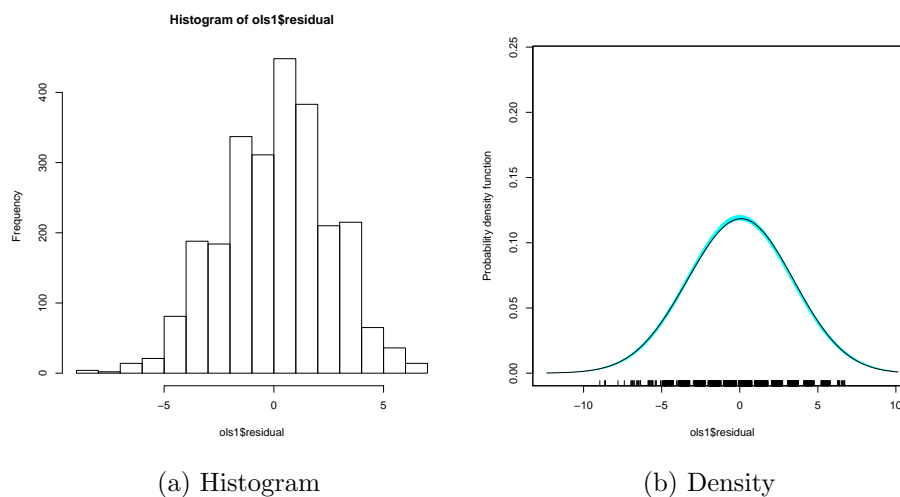 Histogram of ols1$residual
Frequency
0
100
200
300
400
−5
0
5
ols1$residual
(a) Histogram
Probability density function
0.00
0.05
0.10
0.15
0.20
0.25
−10
−5
0
5
10
ols1$residual
(b) Density